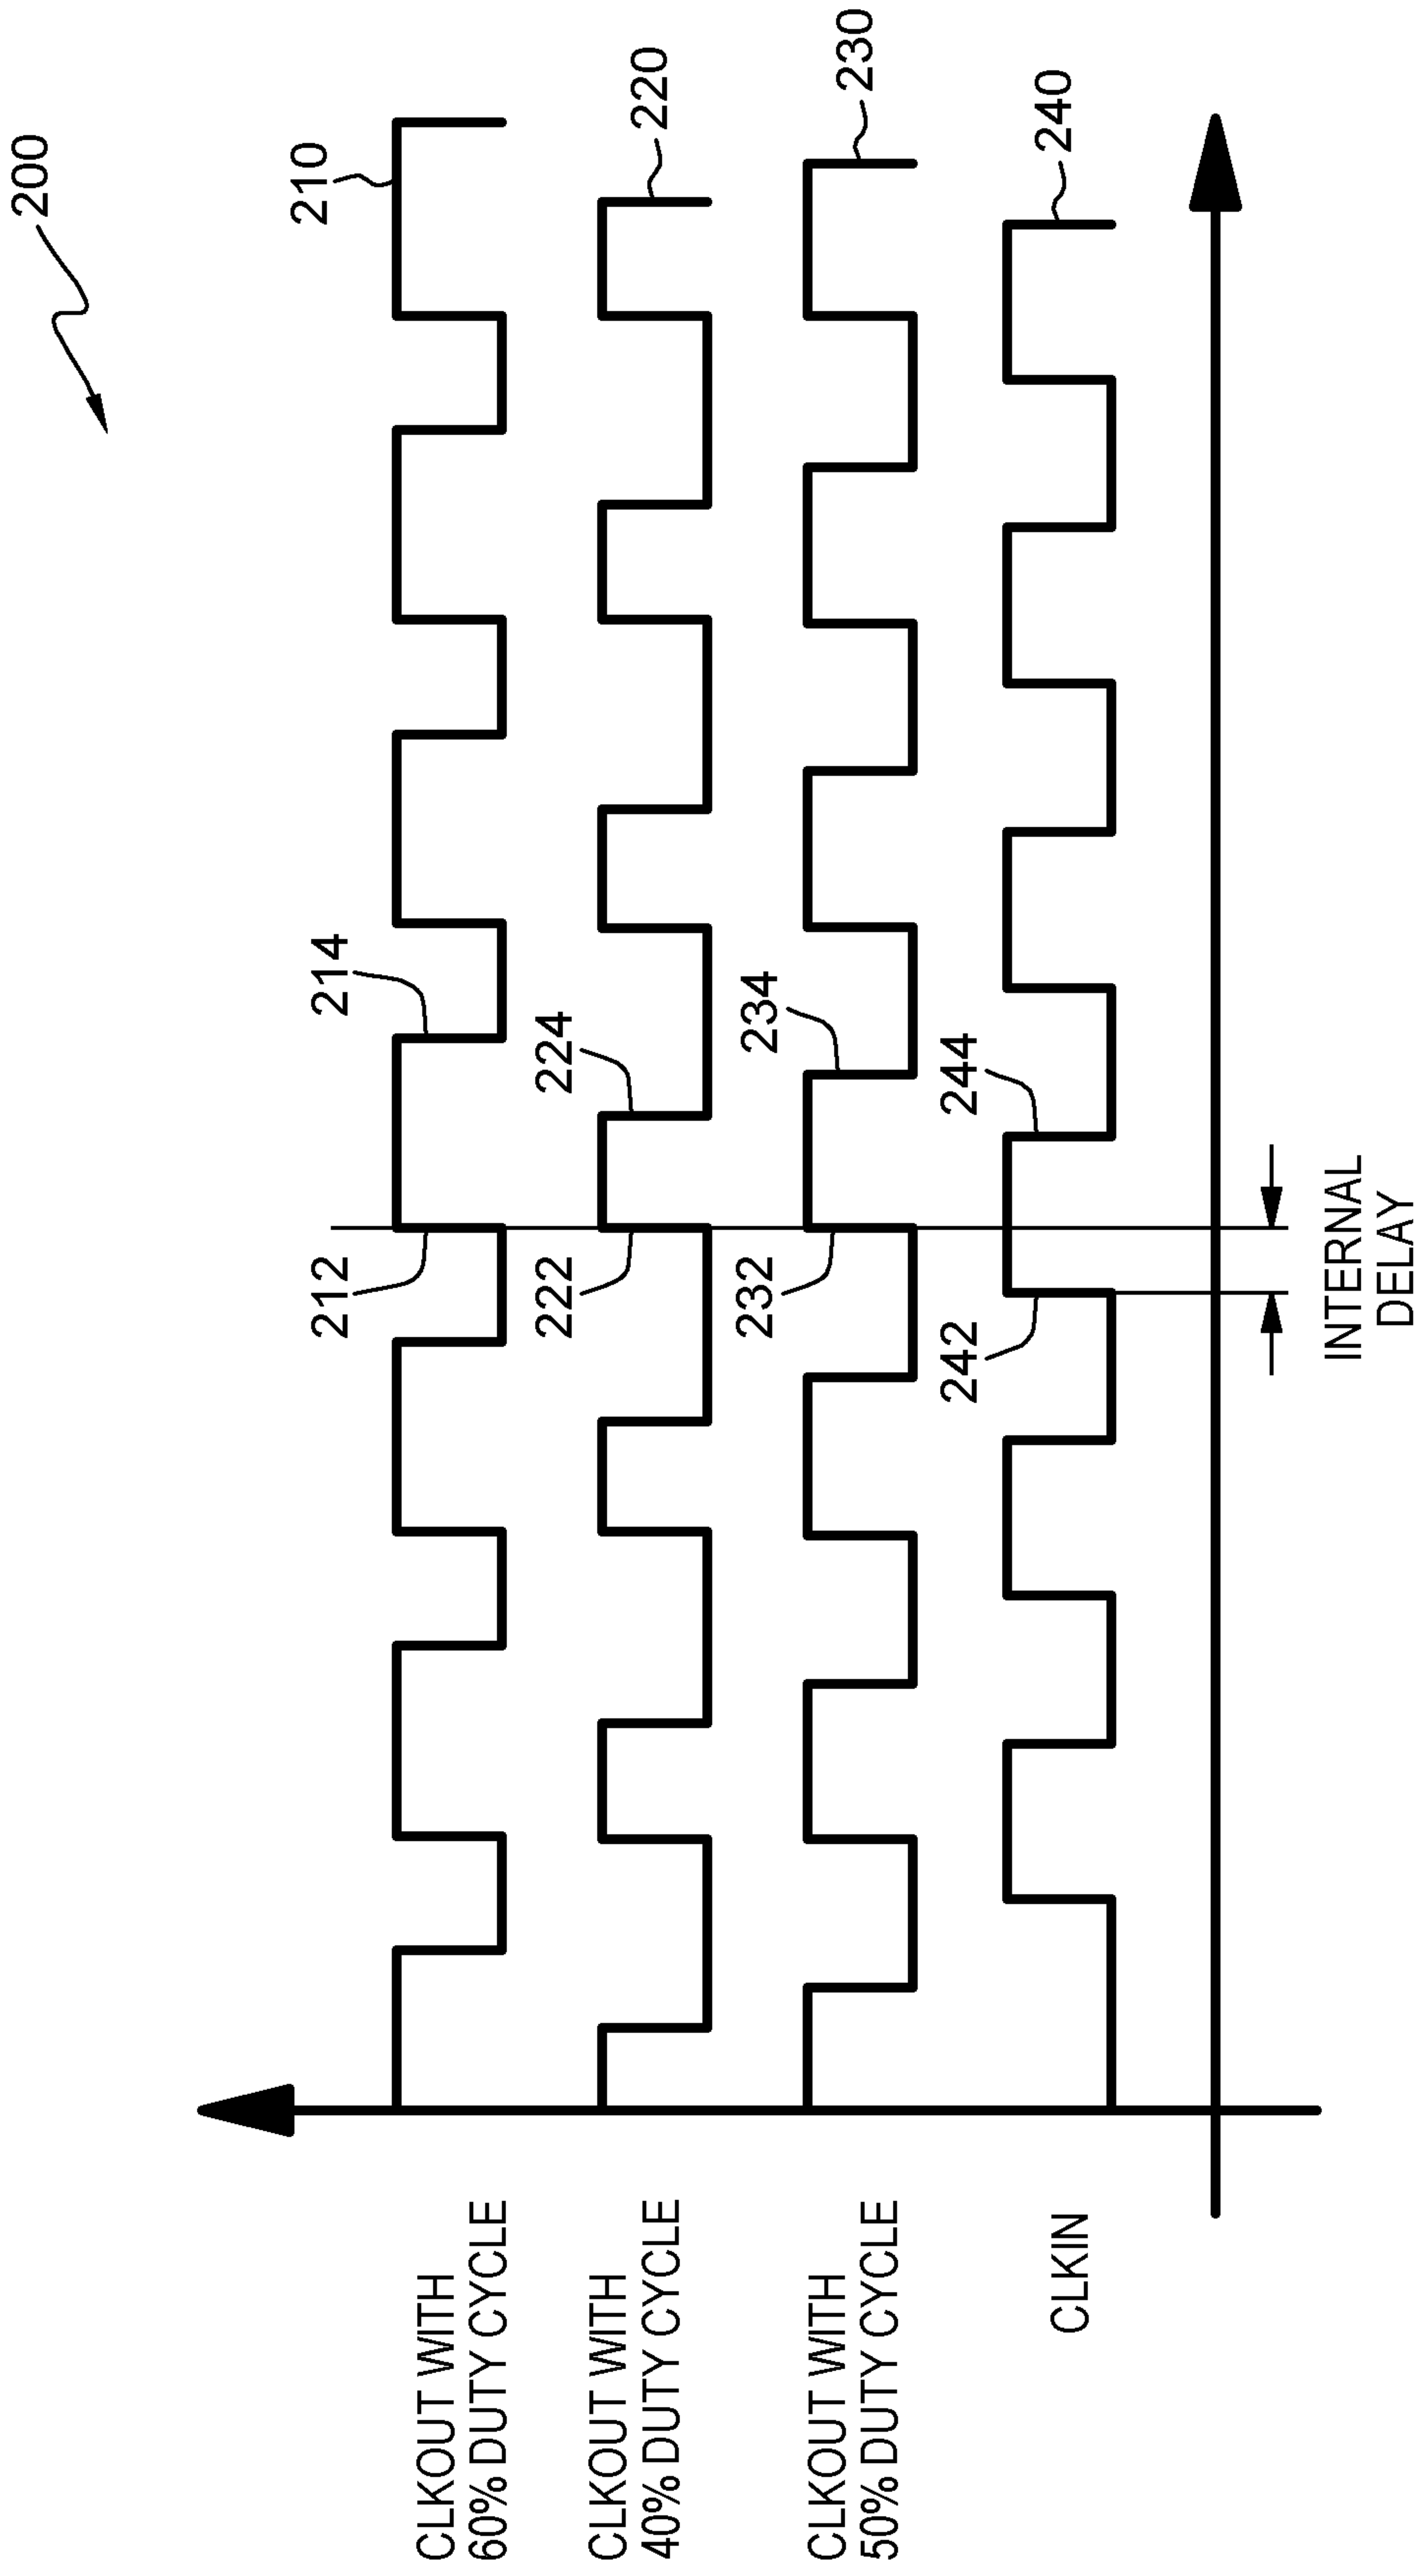 200
210
214
212
CLKOUT WITH
60% DUTY CYCLE
220
224
222
CLKOUT WITH
40% DUTY CYCLE
230
234
232
CLKOUT WITH
50% DUTY CYCLE
240
244
242
CLKIN
INTERNAL
DELAY